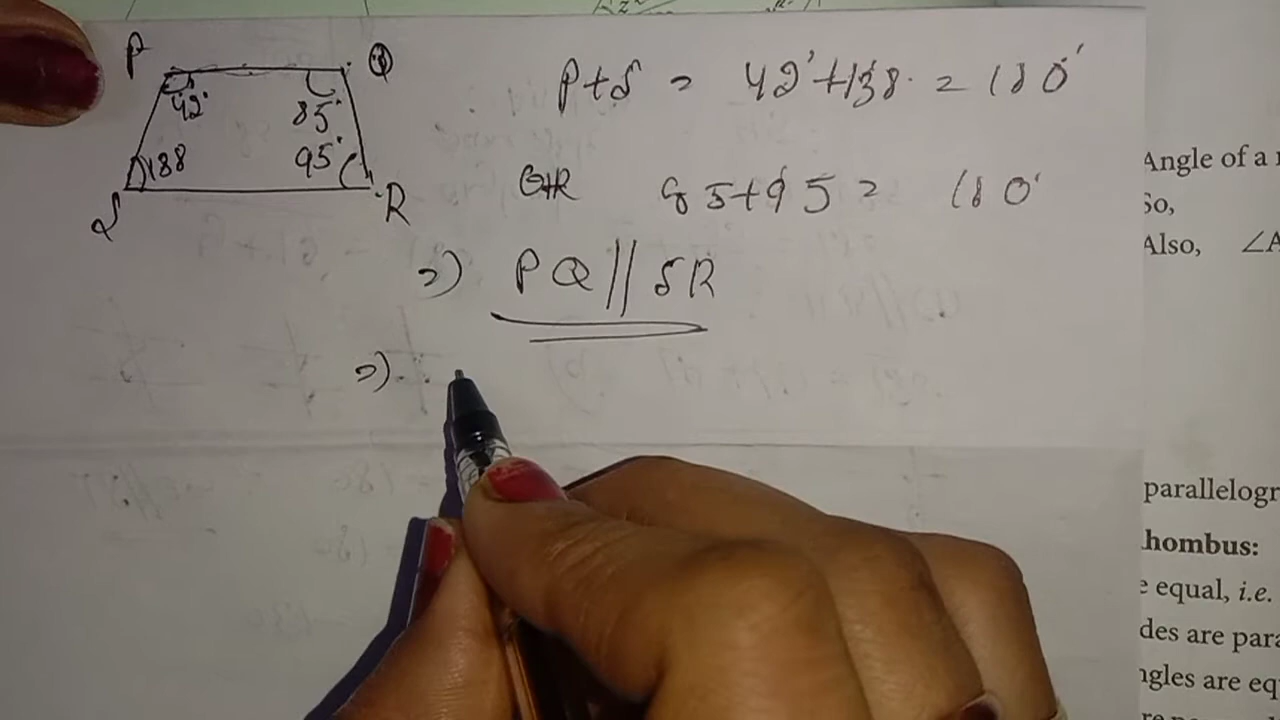 P Q
42° 85°
138 95°
S R
P+S = 42°+138. = 180°
Q+R 85+95 = 180°
=) PQ//SR
=)
Angle of a
So,
Also, ∠A
parallelogr
hombus:
e equal, i.e.
des are para
ngles are eq